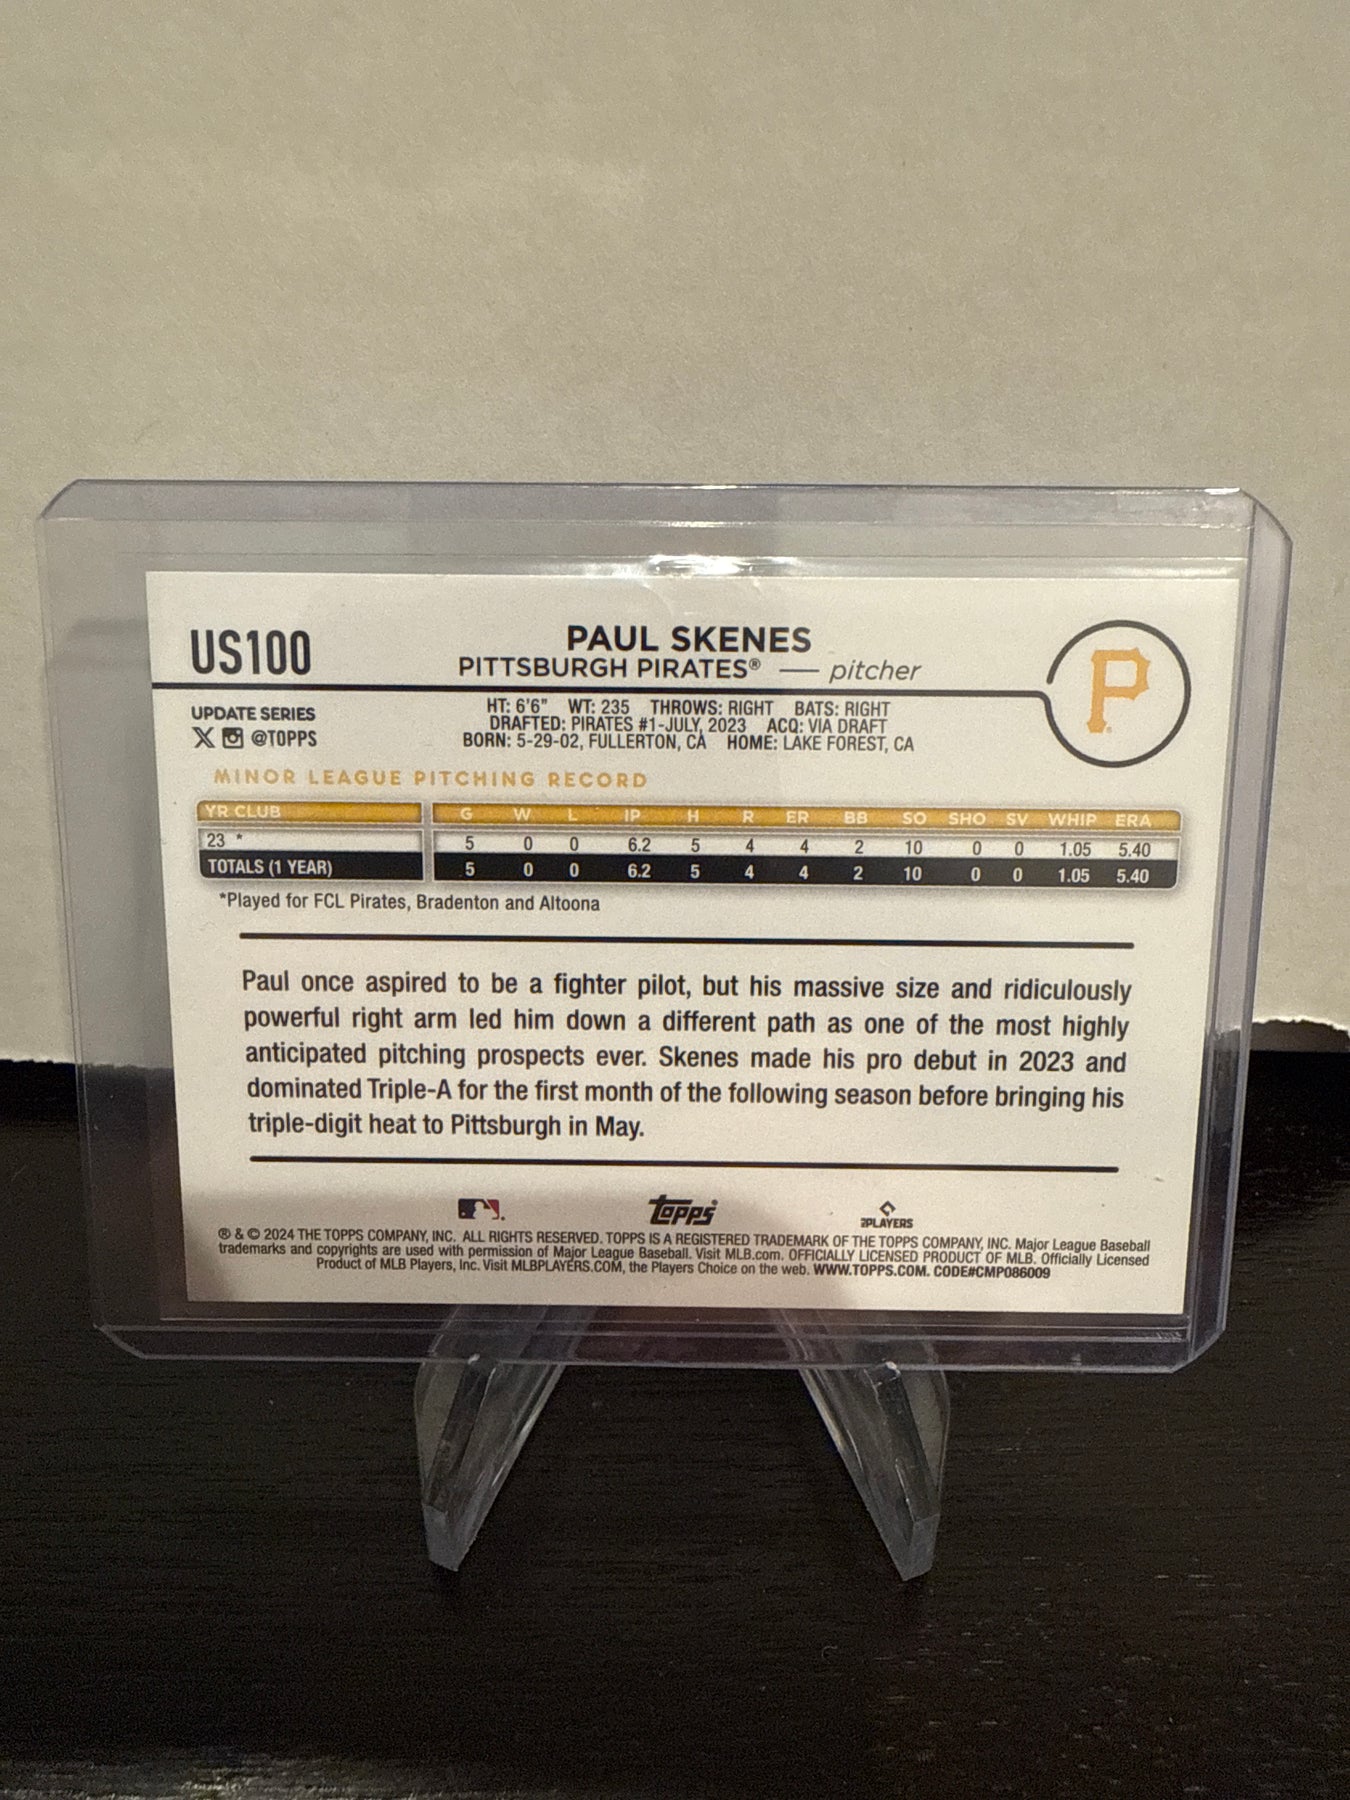 US100
PAUL SKENES
PITTSBURGH PIRATES® — pitcher
P
UPDATE SERIES
@TOPPS
HT: 6'6" WT: 235 THROWS: RIGHT BATS: RIGHT
DRAFTED: PIRATES #1-JULY, 2023 ACQ: VIA DRAFT
BORN: 5-29-02, FULLERTON, CA HOME: LAKE FOREST, CA
MINOR LEAGUE PITCHING RECORD
YR CLUB G W L IP H R ER BB SO SHO SV WHIP ERA
23 * 5 0 0 6.2 5 4 4 2 10 0 0 1.05 5.40
TOTALS (1 YEAR) 5 0 0 6.2 5 4 4 2 10 0 0 1.05 5.40
*Played for FCL Pirates, Bradenton and Altoona
Paul once aspired to be a fighter pilot, but his massive size and ridiculously
powerful right arm led him down a different path as one of the most highly
anticipated pitching prospects ever. Skenes made his pro debut in 2023 and
dominated Triple-A for the first month of the following season before bringing his
triple-digit heat to Pittsburgh in May.
topps
PLAYERS
® & © 2024 THE TOPPS COMPANY, INC. ALL RIGHTS RESERVED. TOPPS IS A REGISTERED TRADEMARK OF THE TOPPS COMPANY, INC. Major League Baseball
trademarks and copyrights are used with permission of Major League Baseball. Visit MLB.com. OFFICIALLY LICENSED PRODUCT OF MLB. Officially Licensed
Product of MLB Players, Inc. Visit MLBPLAYERS.COM, the Players Choice on the web. WWW.TOPPS.COM. CODE#CMP086009